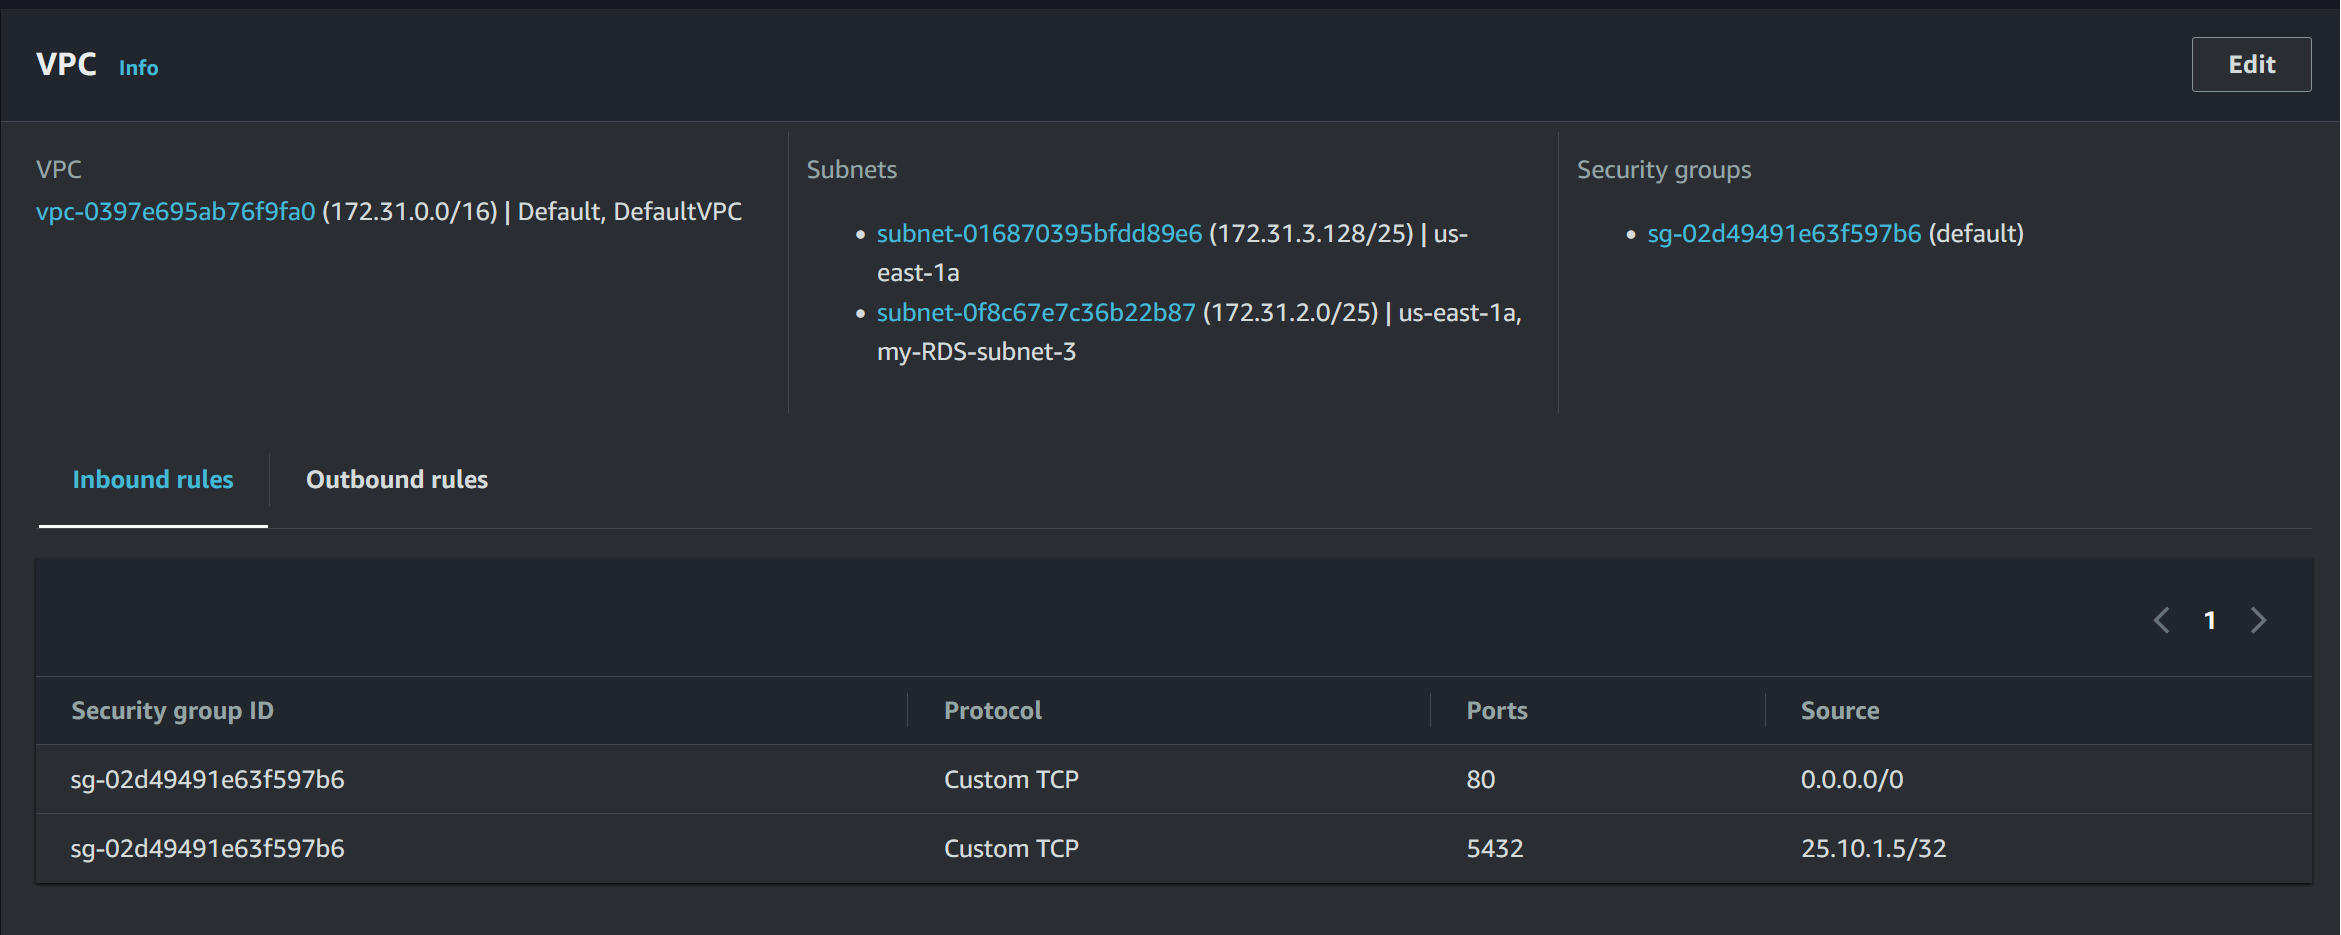 VPC Info
Edit
VPC
vpc-0397e695ab76f9fa0 (172.31.0.0/16) | Default, DefaultVPC
Subnets
• subnet-016870395bfdd89e6 (172.31.3.128/25) | us-
east-1a
• subnet-0f8c67e7c36b22b87 (172.31.2.0/25) | us-east-1a,
my-RDS-subnet-3
Security groups
• sg-02d49491e63f597b6 (default)
Inbound rules Outbound rules
1
Security group ID Protocol Ports Source
sg-02d49491e63f597b6 Custom TCP 80 0.0.0.0/0
sg-02d49491e63f597b6 Custom TCP 5432 25.10.1.5/32